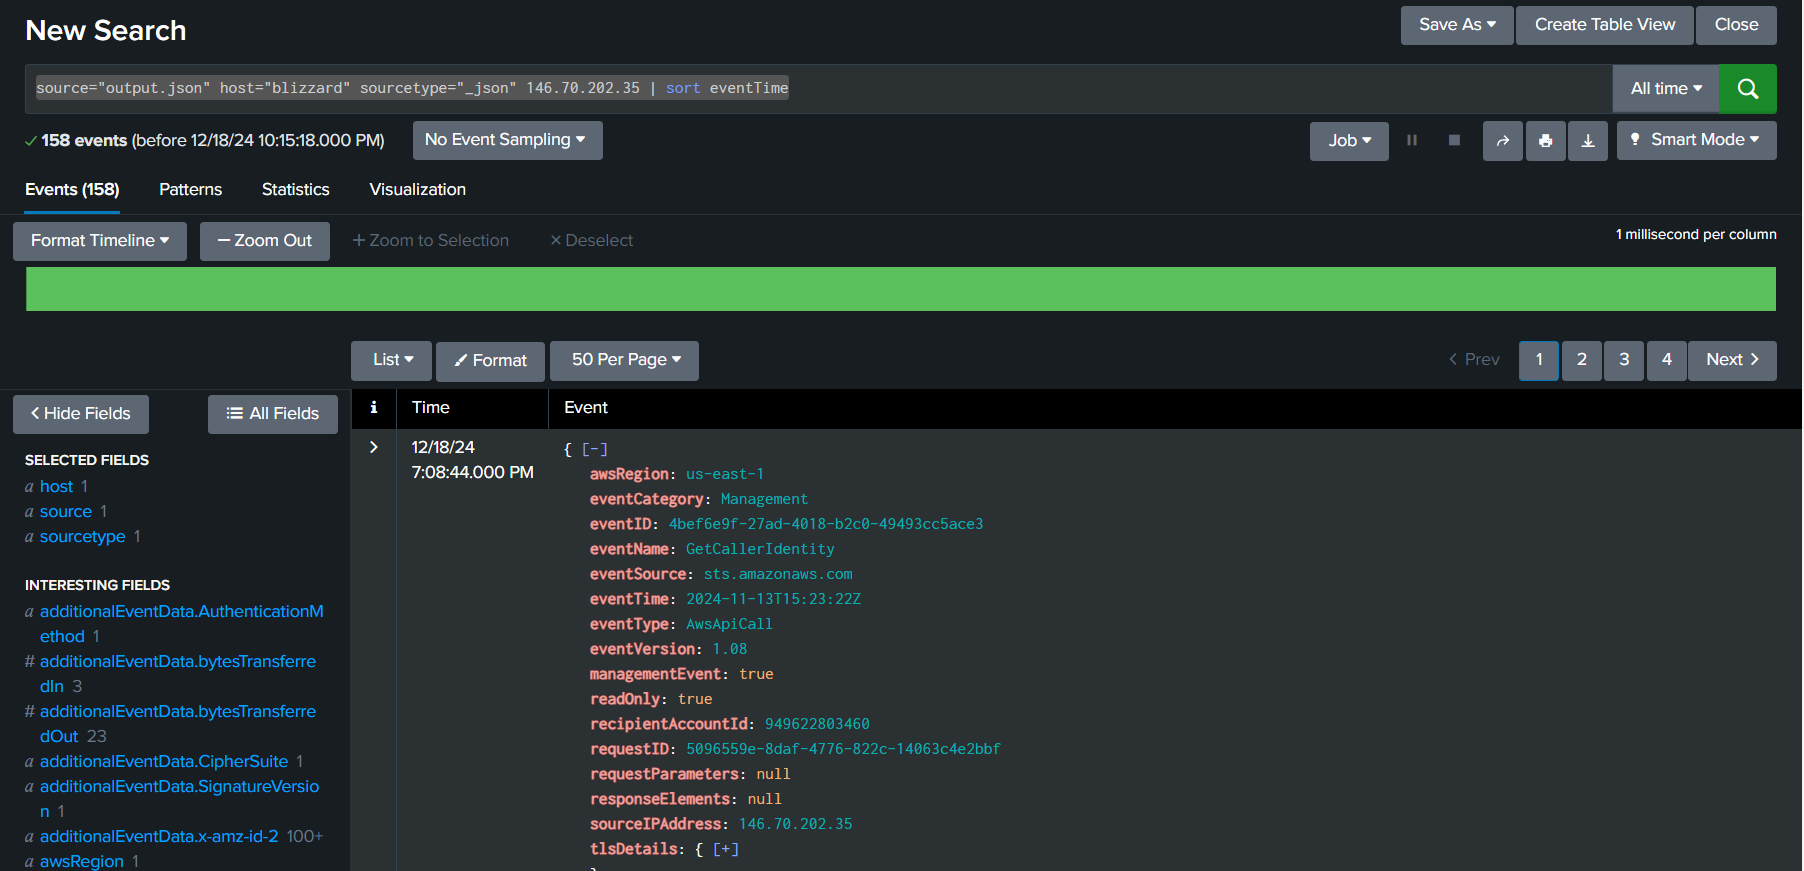 New Search
Save As
Create Table View
Close
source="output.json" host="blizzard" sourcetype="_json" 146.70.202.35 | sort eventTime
All time
158 events (before 12/18/24 10:15:18.000 PM)
No Event Sampling
Job
Smart Mode
Events (158)
Patterns
Statistics
Visualization
Format Timeline
— Zoom Out
+ Zoom to Selection
× Deselect
1 millisecond per column
List
Format
50 Per Page
< Prev
1
2
3
4
Next >
< Hide Fields
All Fields
i
Time
Event
SELECTED FIELDS
a host 1
a source 1
a sourcetype 1
INTERESTING FIELDS
a additionalEventData.AuthenticationM
ethod 1
# additionalEventData.bytesTransferre
dIn 3
# additionalEventData.bytesTransferre
dOut 23
a additionalEventData.CipherSuite 1
a additionalEventData.SignatureVersio
n 1
a additionalEventData.x-amz-id-2 100+
a awsRegion 1
>
12/18/24
7:08:44.000 PM
{ [-]
awsRegion: us-east-1
eventCategory: Management
eventID: 4bef6e9f-27ad-4018-b2c0-49493cc5ace3
eventName: GetCallerIdentity
eventSource: sts.amazonaws.com
eventTime: 2024-11-13T15:23:22Z
eventType: AwsApiCall
eventVersion: 1.08
managementEvent: true
readOnly: true
recipientAccountId: 949622803460
requestID: 5096559e-8daf-4776-822c-14063c4e2bbf
requestParameters: null
responseElements: null
sourceIPAddress: 146.70.202.35
tlsDetails: { [+]